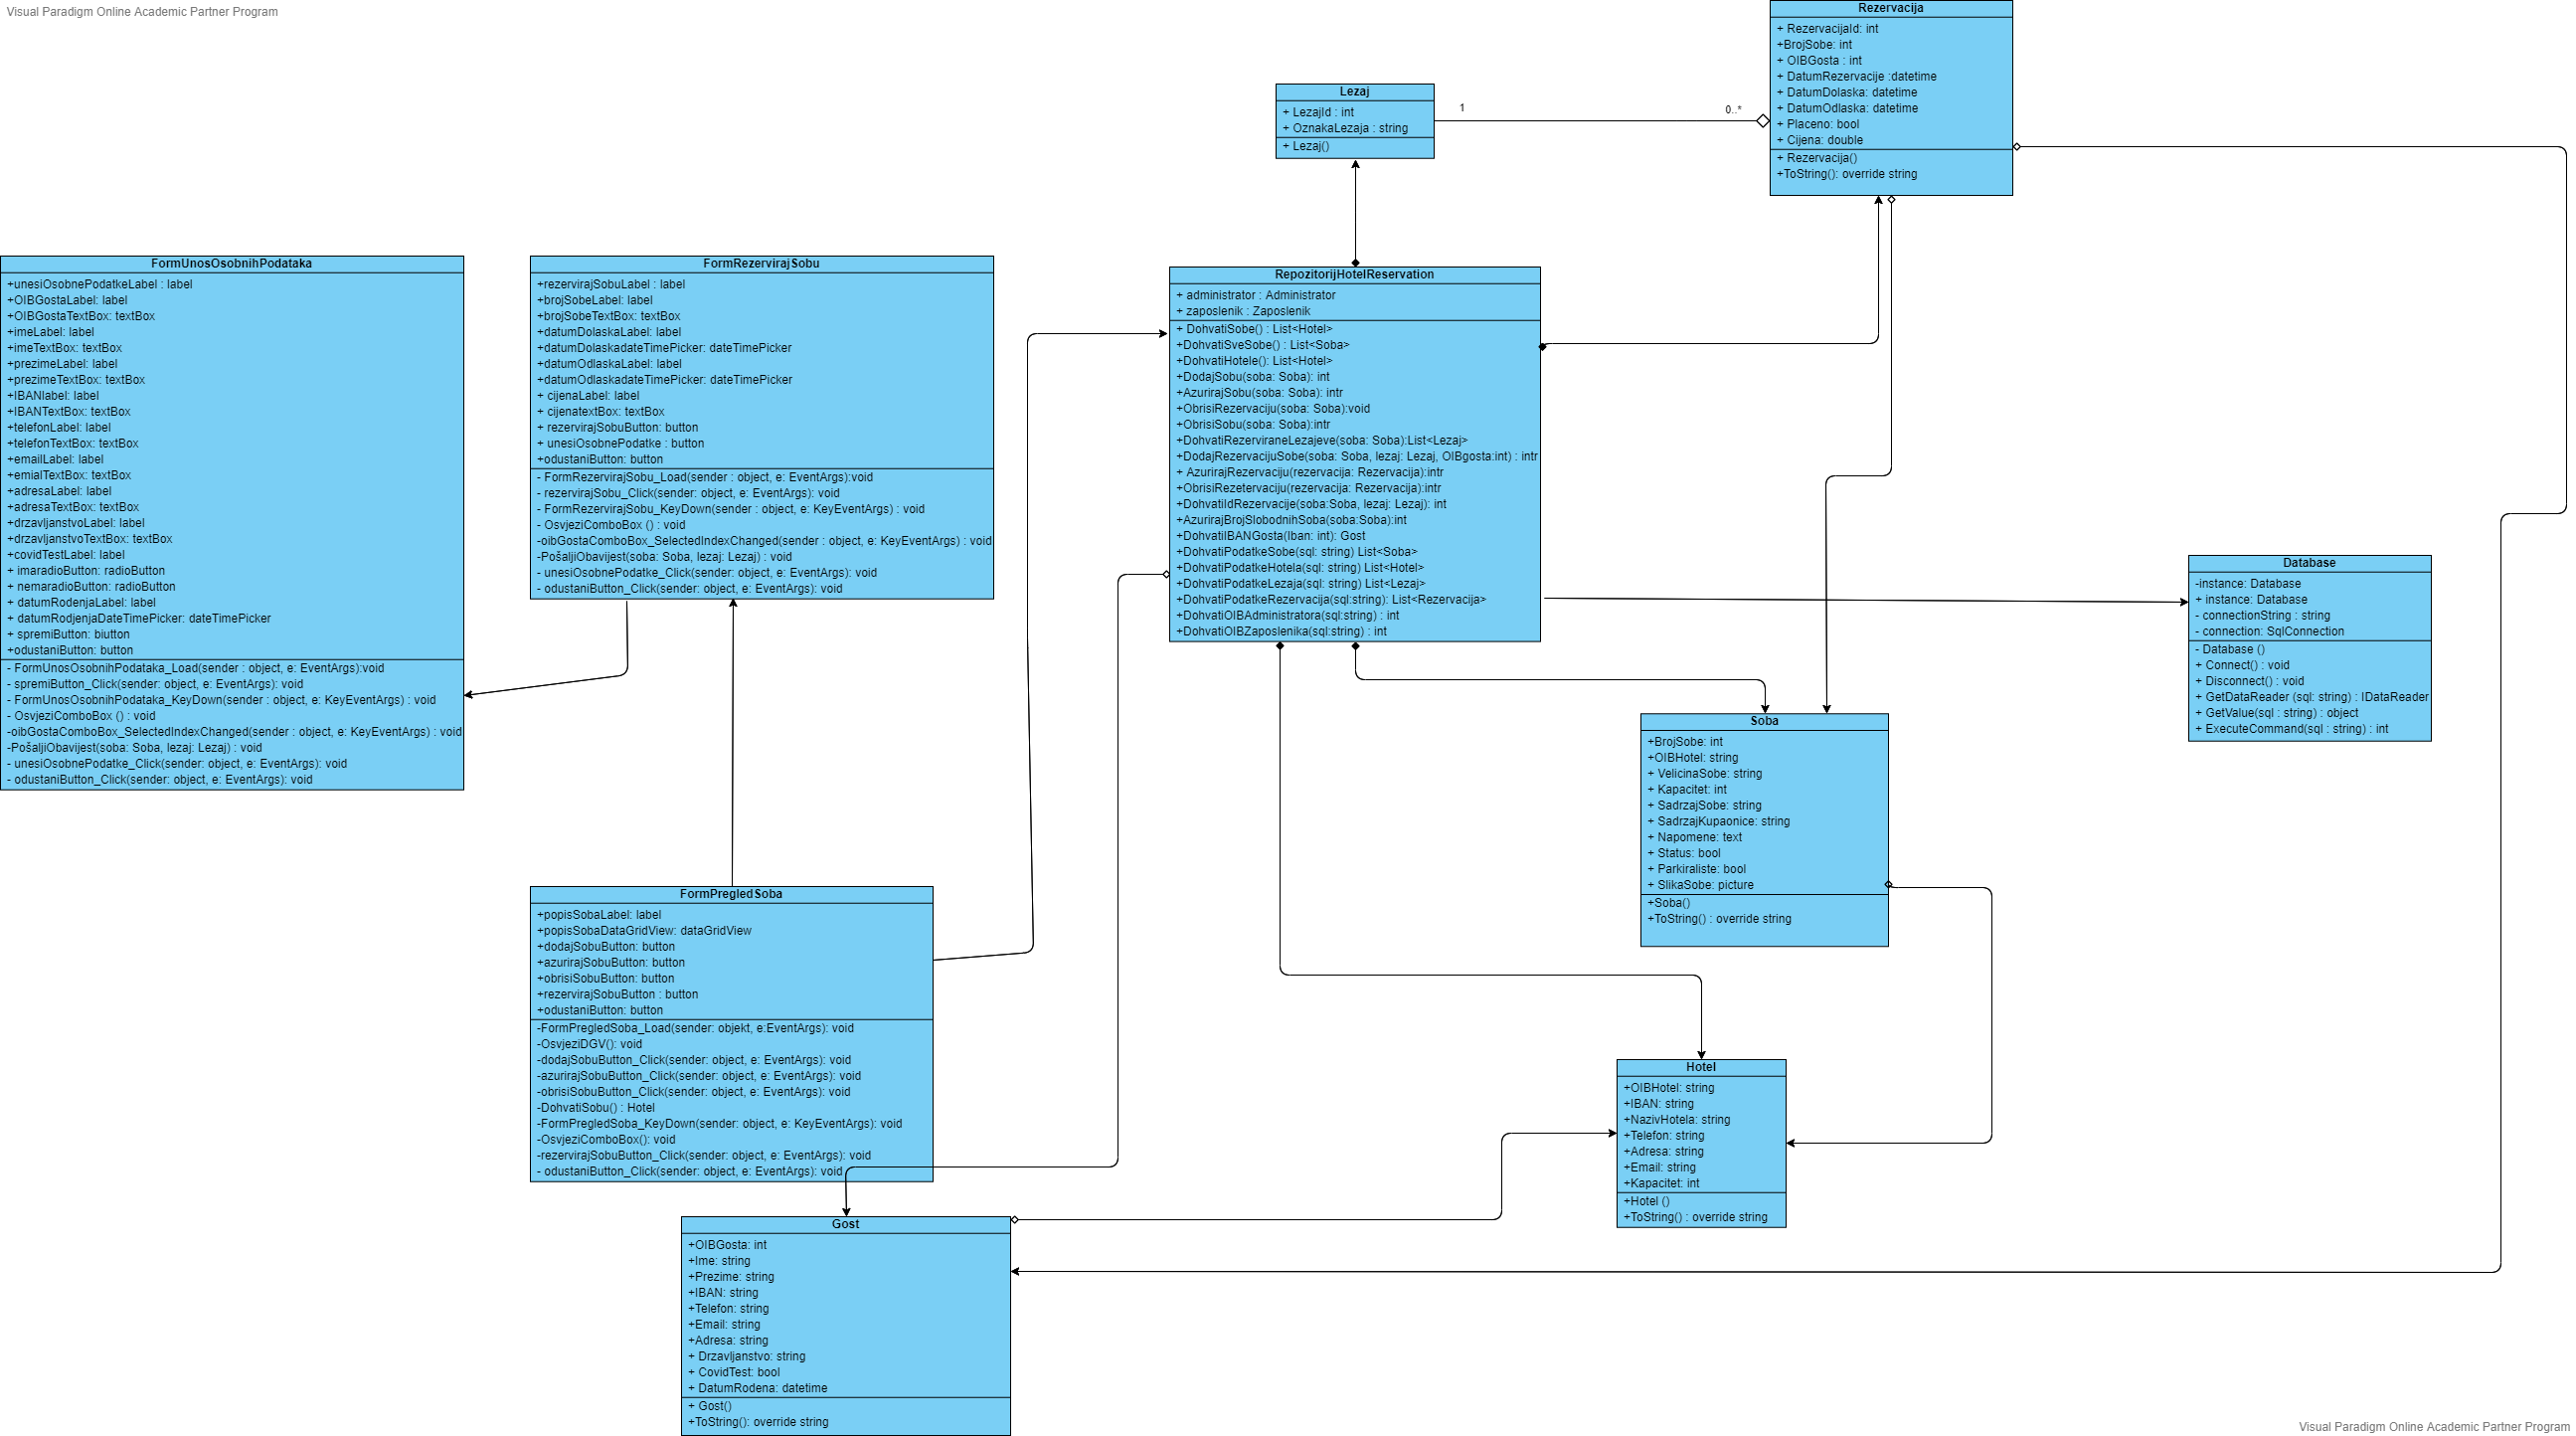 Visual Paradigm Online Academic Partner Program
Rezervacija
+ RezervacijaId: int
+BrojSobe: int
+ OIBGosta : int
+ DatumRezervacije :datetime
+ DatumDolaska: datetime
+ DatumOdlaska: datetime
+ Placeno: bool
+ Cijena: double
+ Rezervacija()
+ToString(): override string
Lezaj
+ LezajId : int
+ OznakaLezaja : string
+ Lezaj()
1
0..*
FormUnosOsobnihPodataka
+unesiOsobnePodatkeLabel : label
+OIBGostaLabel: label
+OIBGostaTextBox: textBox
+imeLabel: label
+imeTextBox: textBox
+prezimeLabel: label
+prezimeTextBox: textBox
+IBANlabel: label
+IBANTextBox: textBox
+telefonLabel: label
+telefonTextBox: textBox
+emailLabel: label
+emialTextBox: textBox
+adresaLabel: label
+adresaTextBox: textBox
+drzavljanstvoLabel: label
+drzavljanstvoTextBox: textBox
+covidTestLabel: label
+ imaradioButton: radioButton
+ nemaradioButton: radioButton
+ datumRodenjaLabel: label
+ datumRodjenjaDateTimePicker: dateTimePicker
+ spremiButton: biutton
+odustaniButton: button
- FormUnosOsobnihPodataka_Load(sender : object, e: EventArgs):void
- spremiButton_Click(sender: object, e: EventArgs): void
- FormUnosOsobnihPodataka_KeyDown(sender : object, e: KeyEventArgs) : void
- OsvjeziComboBox () : void
-oibGostaComboBox_SelectedIndexChanged(sender : object, e: KeyEventArgs) : void
-PošaljiObavijest(soba: Soba, lezaj: Lezaj) : void
- unesiOsobnePodatke_Click(sender: object, e: EventArgs): void
- odustaniButton_Click(sender: object, e: EventArgs): void
FormRezervirajSobu
+rezervirajSobuLabel : label
+brojSobeLabel: label
+brojSobeTextBox: textBox
+datumDolaskaLabel: label
+datumDolaskadateTimePicker: dateTimePicker
+datumOdlaskaLabel: label
+datumOdlaskadateTimePicker: dateTimePicker
+ cijenaLabel: label
+ cijenatextBox: textBox
+ rezervirajSobuButton: button
+ unesiOsobnePodatke : button
+odustaniButton: button
- FormRezervirajSobu_Load(sender : object, e: EventArgs):void
- rezervirajSobu_Click(sender: object, e: EventArgs): void
- FormRezervirajSobu_KeyDown(sender : object, e: KeyEventArgs) : void
- OsvjeziComboBox () : void
-oibGostaComboBox_SelectedIndexChanged(sender : object, e: KeyEventArgs) : void
-PošaljiObavijest(soba: Soba, lezaj: Lezaj) : void
- unesiOsobnePodatke_Click(sender: object, e: EventArgs): void
- odustaniButton_Click(sender: object, e: EventArgs): void
RepozitorijHotelReservation
+ administrator : Administrator
+ zaposlenik : Zaposlenik
+ DohvatiSobe() : List<Hotel>
+DohvatiSveSobe() : List<Soba>
+DohvatiHotele(): List<Hotel>
+DodajSobu(soba: Soba): int
+AzurirajSobu(soba: Soba): intr
+ObrisiRezervaciju(soba: Soba):void
+ObrisiSobu(soba: Soba):intr
+DohvatiRezerviraneLezajeve(soba: Soba):List<Lezaj>
+DodajRezervacijuSobe(soba: Soba, lezaj: Lezaj, OIBgosta:int) : intr
+ AzurirajRezervaciju(rezervacija: Rezervacija):intr
+ObrisiRezetervaciju(rezervacija: Rezervacija):intr
+DohvatiIdRezervacije(soba:Soba, lezaj: Lezaj): int
+AzurirajBrojSlobodnihSoba(soba:Soba):int
+DohvatiIBANGosta(Iban: int): Gost
+DohvatiPodatkeSobe(sql: string) List<Soba>
+DohvatiPodatkeHotela(sql: string) List<Hotel>
+DohvatiPodatkeLezaja(sql: string) List<Lezaj>
+DohvatiPodatkeRezervacija(sql:string): List<Rezervacija>
+DohvatiOIBAdministratora(sql:string) : int
+DohvatiOIBZaposlenika(sql:string) : int
Database
-instance: Database
+ instance: Database
- connectionString : string
- connection: SqlConnection
- Database ()
+ Connect() : void
+ Disconnect() : void
+ GetDataReader (sql: string) : IDataReader
+ GetValue(sql : string) : object
+ ExecuteCommand(sql : string) : int
Soba
+BrojSobe: int
+OIBHotel: string
+ VelicinaSobe: string
+ Kapacitet: int
+ SadrzajSobe: string
+ SadrzajKupaonice: string
+ Napomene: text
+ Status: bool
+ Parkiraliste: bool
+ SlikaSobe: picture
+Soba()
+ToString() : override string
FormPregledSoba
+popisSobaLabel: label
+popisSobaDataGridView: dataGridView
+dodajSobuButton: button
+azurirajSobuButton: button
+obrisiSobuButton: button
+rezervirajSobuButton : button
+odustaniButton: button
-FormPregledSoba_Load(sender: objekt, e:EventArgs): void
-OsvjeziDGV(): void
-dodajSobuButton_Click(sender: object, e: EventArgs): void
-azurirajSobuButton_Click(sender: object, e: EventArgs): void
-obrisiSobuButton_Click(sender: object, e: EventArgs): void
-DohvatiSobu() : Hotel
-FormPregledSoba_KeyDown(sender: object, e: KeyEventArgs): void
-OsvjeziComboBox(): void
-rezervirajSobuButton_Click(sender: object, e: EventArgs): void
- odustaniButton_Click(sender: object, e: EventArgs): void
Hotel
+OIBHotel: string
+IBAN: string
+NazivHotela: string
+Telefon: string
+Adresa: string
+Email: string
+Kapacitet: int
+Hotel ()
+ToString() : override string
Gost
+OIBGosta: int
+Ime: string
+Prezime: string
+IBAN: string
+Telefon: string
+Email: string
+Adresa: string
+ Drzavljanstvo: string
+ CovidTest: bool
+ DatumRodena: datetime
+ Gost()
+ToString(): override string
Visual Paradigm Online Academic Partner Program